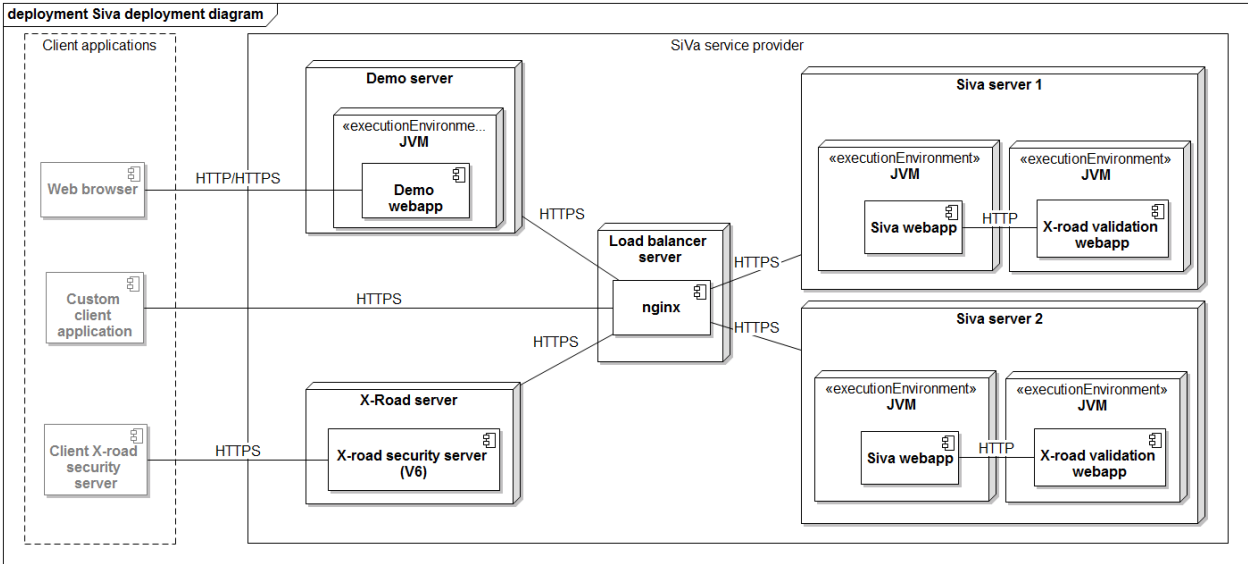 deployment Siva deployment diagram
Client applications
SiVa service provider
Web browser
Custom
client
application
Client X-road
security
server
HTTP/HTTPS
HTTPS
HTTPS
Demo server
«executionEnvironme...
JVM
Demo
webapp
X-Road server
X-road security server
(V6)
HTTPS
HTTPS
Load balancer
server
nginx
HTTPS
HTTPS
Siva server 1
«executionEnvironment»
JVM
Siva webapp
HTTP
«executionEnvironment»
JVM
X-road validation
webapp
Siva server 2
«executionEnvironment»
JVM
Siva webapp
HTTP
«executionEnvironment»
JVM
X-road validation
webapp